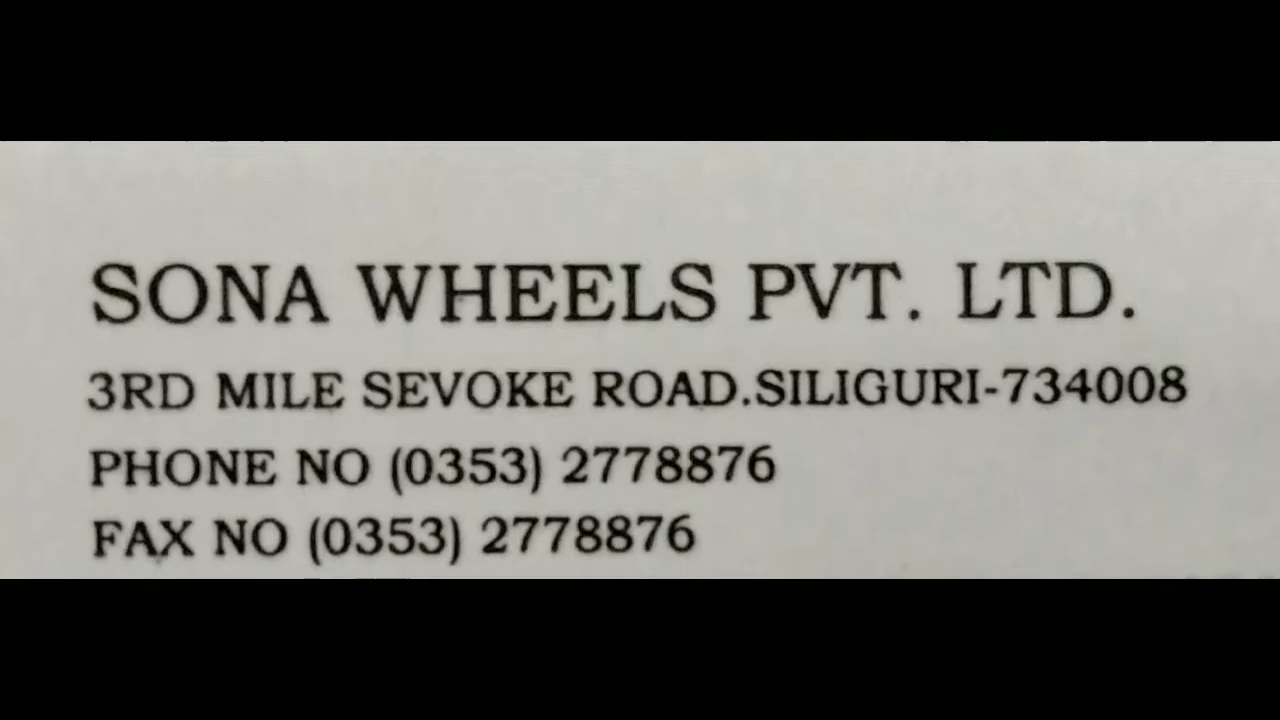 SONA WHEELS PVT. LTD.
3RD MILE SEVOKE ROAD.SILIGURI-734008
PHONE NO (0353) 2778876
FAX NO (0353) 2778876